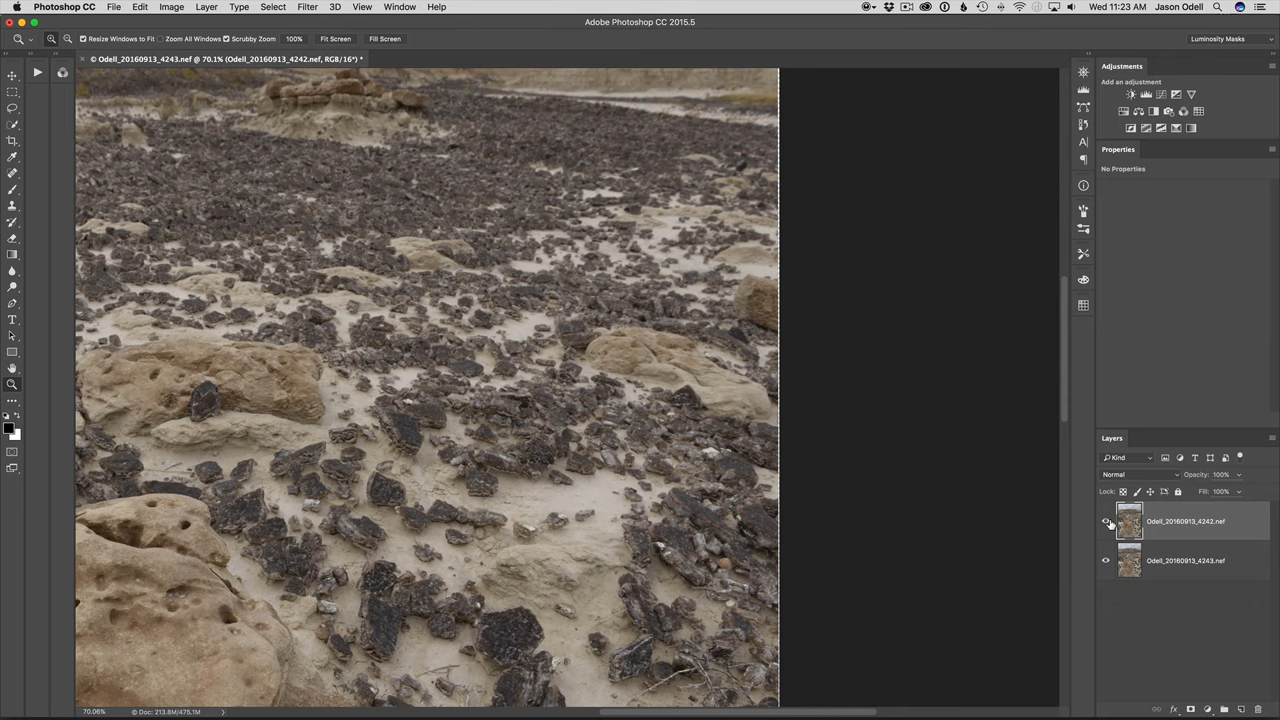 Photoshop CC File Edit Image Layer Type Select Filter 3D View Window Help Wed 11:23 AM Jason Odell
Adobe Photoshop CC 2015.5
Resize Windows to Fit Zoom All Windows Scrubby Zoom 100% Fit Screen Fill Screen Luminosity Masks
© Odell_20160913_4243.nef @ 70.1% (Odell_20160913_4242.nef, RGB/16*) *
Adjustments
Add an adjustment
Properties
No Properties
Layers
Kind
Normal Opacity: 100%
Lock: Fill: 100%
Odell_20160913_4242.nef
Odell_20160913_4243.nef
70.06% Doc: 213.8M/475.1M